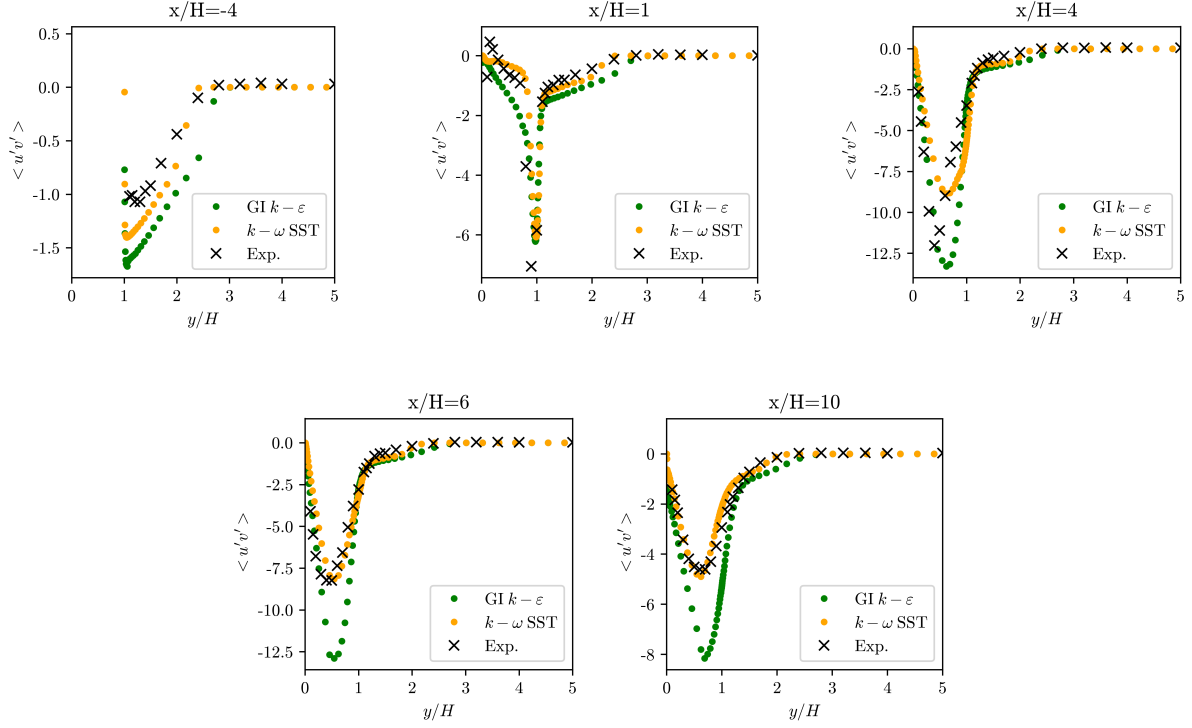 x/H=-4
0.5
0.0
-0.5
-1.0
-1.5
< u'v' >
GI k − ε
k − ω SST
Exp.
0 1 2 3 4 5
y/H
x/H=1
0
-2
-4
-6
< u'v' >
GI k − ε
k − ω SST
Exp.
0 1 2 3 4 5
y/H
x/H=4
0.0
-2.5
-5.0
-7.5
-10.0
-12.5
< u'v' >
GI k − ε
k − ω SST
Exp.
0 1 2 3 4 5
y/H
x/H=6
0.0
-2.5
-5.0
-7.5
-10.0
-12.5
< u'v' >
GI k − ε
k − ω SST
Exp.
0 1 2 3 4 5
y/H
x/H=10
0
-2
-4
-6
-8
< u'v' >
GI k − ε
k − ω SST
Exp.
0 1 2 3 4 5
y/H